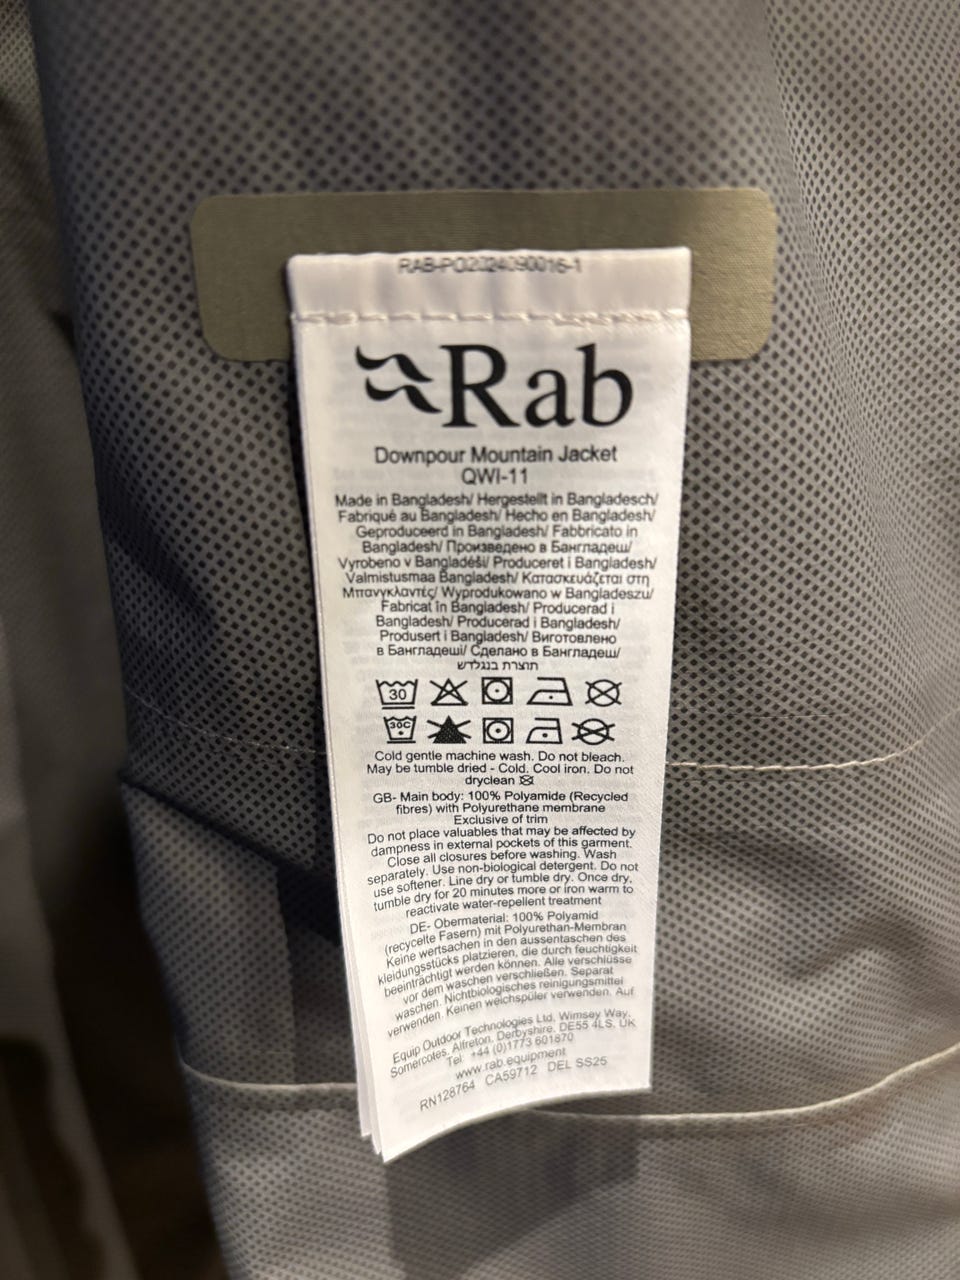 RAB-PO2024090016-1
Rab
Downpour Mountain Jacket
QWI-11
Made in Bangladesh/ Hergestellt in Bangladesch/
Fabriqué au Bangladesh/ Hecho en Bangladesh/
Geproduceerd in Bangladesh/ Fabbricato in
Bangladesh/ Произведено в Бангладеш/
Vyrobeno v Bangladéši/ Produceret i Bangladesh/
Valmistusmaa Bangladesh/ Κατασκευάζεται στη
Μπανγκλαντές/ Wyprodukowano w Bangladeszu/
Fabricat în Bangladesh/ Producerad i
Bangladesh/ Producerad i Bangladesh/
Produsert i Bangladesh/ Виготовлено
в Бангладеші/ Сделано в Бангладеш/
תוצרת בנגלדש
30
30C
Cold gentle machine wash. Do not bleach.
May be tumble dried - Cold. Cool iron. Do not
dryclean
GB- Main body: 100% Polyamide (Recycled
fibres) with Polyurethane membrane
Exclusive of trim
Do not place valuables that may be affected by
dampness in external pockets of this garment.
Close all closures before washing. Wash
separately. Use non-biological detergent. Do not
use softener. Line dry or tumble dry. Once dry,
tumble dry for 20 minutes more or iron warm to
reactivate water-repellent treatment
DE- Obermaterial: 100% Polyamid
(recycelte Fasern) mit Polyurethan-Membran
Keine wertsachen in den aussentaschen des
kleidungsstücks platzieren, die durch feuchtigkeit
beeinträchtigt werden können. Alle verschlüsse
vor dem waschen verschließen. Separat
waschen. Nichtbiologisches reinigungsmittel
verwenden. Keinen weichspüler verwenden. Auf
Equip Outdoor Technologies Ltd, Wimsey Way,
Somercotes, Alfreton, Derbyshire, DE55 4LS, UK
Tel: +44 (0)1773 601870
www.rab.equipment
RN128764 CA59712 DEL SS25